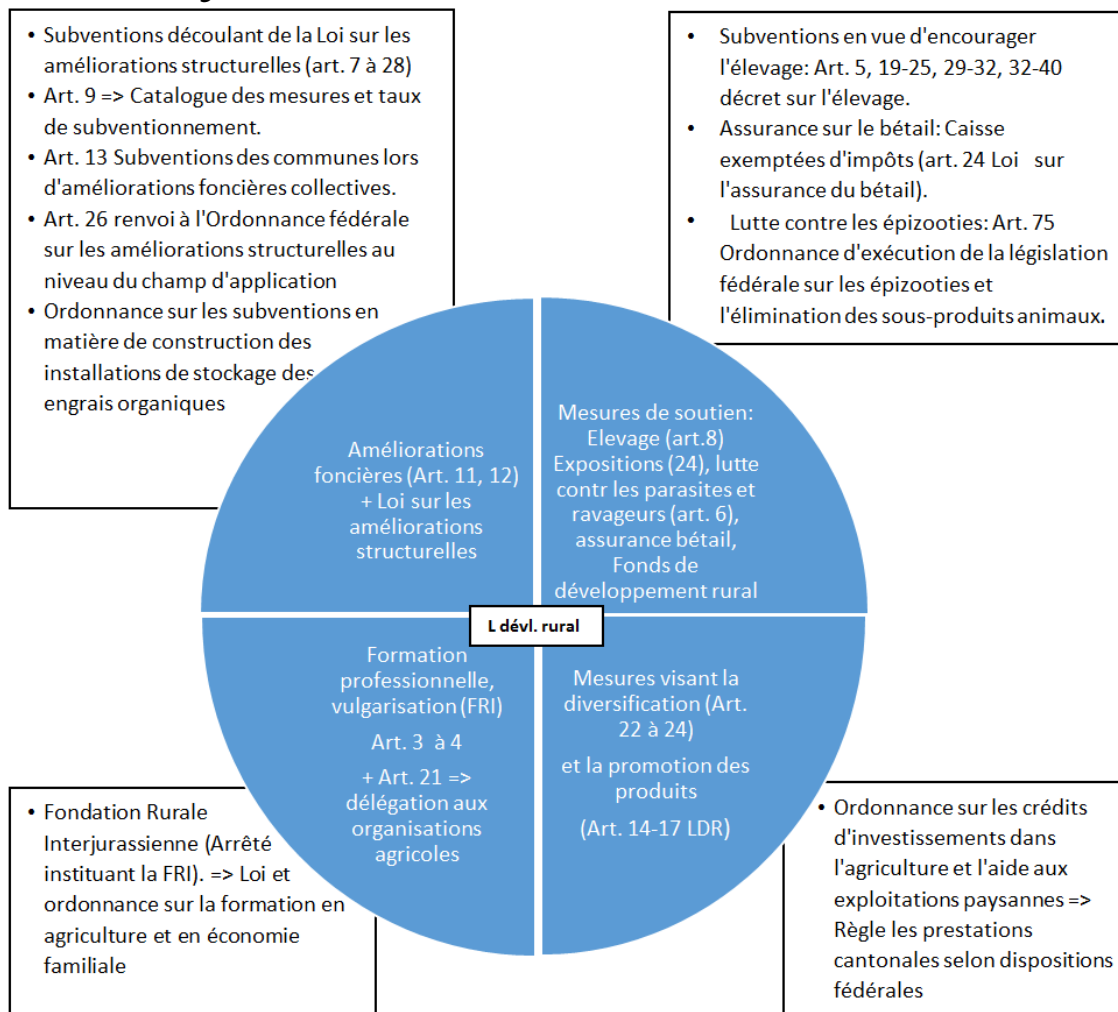 • Subventions découlant de la Loi sur les
améliorations structurelles (art. 7 à 28)
• Art. 9 => Catalogue des mesures et taux
de subventionnement.
• Art. 13 Subventions des communes lors
d'améliorations foncières collectives.
• Art. 26 renvoi à l'Ordonnance fédérale
sur les améliorations structurelles au
niveau du champ d'application
• Ordonnance sur les subventions en
matière de construction des
installations de stockage des
engrais organiques
• Subventions en vue d'encourager
l'élevage: Art. 5, 19-25, 29-32, 32-40
décret sur l'élevage.
• Assurance sur le bétail: Caisse
exemptées d'impôts (art. 24 Loi sur
l'assurance du bétail).
• Lutte contre les épizooties: Art. 75
Ordonnance d'exécution de la législation
fédérale sur les épizooties et
l'élimination des sous-produits animaux.
Améliorations
foncières (Art. 11, 12)
+ Loi sur les
améliorations
structurelles
Mesures de soutien:
Elevage (art.8)
Expositions (24), lutte
contr les parasites et
ravageurs (art. 6),
assurance bétail,
Fonds de
développement rural
L dévl. rural
Formation
professionnelle,
vulgarisation (FRI)
Art. 3 à 4
+ Art. 21 =>
délégation aux
organisations
agricoles
Mesures visant la
diversification (Art.
22 à 24)
et la promotion des
produits
(Art. 14-17 LDR)
• Fondation Rurale
Interjurassienne (Arrêté
instituant la FRI). => Loi et
ordonnance sur la formation en
agriculture et en économie
familiale
• Ordonnance sur les crédits
d'investissements dans
l'agriculture et l'aide aux
exploitations paysannes =>
Règle les prestations
cantonales selon dispositions
fédérales